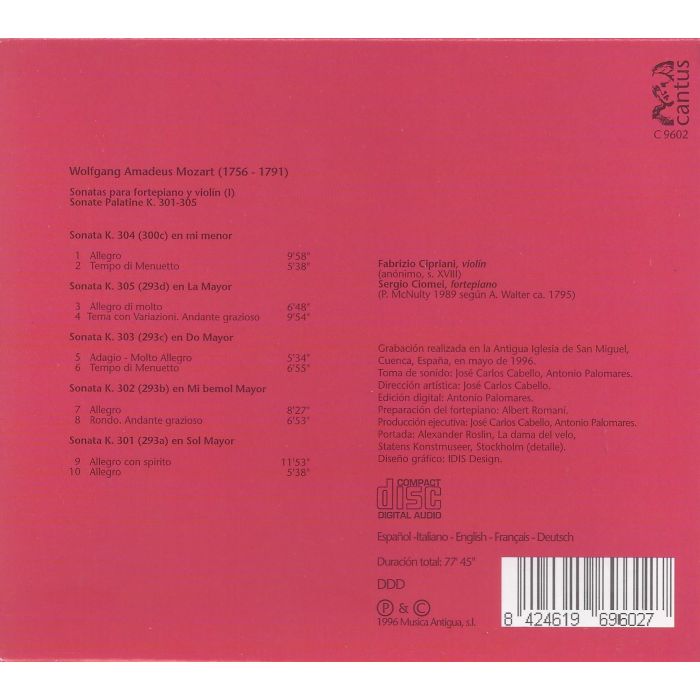 cantus
C 9602
Wolfgang Amadeus Mozart (1756 - 1791)
Sonatas para fortepiano y violín (I)
Sonate Palatine K. 301-305
Sonata K. 304 (300c) en mi menor
1 Allegro 9'58"
2 Tempo di Menuetto 5'38"
Sonata K. 305 (293d) en La Mayor
3 Allegro di molto 6'48"
4 Tema con Variazioni. Andante grazioso 9'54"
Sonata K. 303 (293c) en Do Mayor
5 Adagio - Molto Allegro 5'34"
6 Tempo di Menuetto 6'55"
Sonata K. 302 (293b) en Mi bemol Mayor
7 Allegro 8'27"
8 Rondo. Andante grazioso 6'53"
Sonata K. 301 (293a) en Sol Mayor
9 Allegro con spirito 11'53"
10 Allegro 5'38"
Fabrizio Cipriani, violín
(anónimo, s. XVIII)
Sergio Ciomei, fortepiano
(P. McNulty 1989 según A. Walter ca. 1795)
Grabación realizada en la Antigua Iglesia de San Miguel,
Cuenca, España, en mayo de 1996.
Toma de sonido: José Carlos Cabello, Antonio Palomares.
Dirección artística: José Carlos Cabello.
Edición digital: Antonio Palomares.
Preparación del fortepiano: Albert Romaní.
Producción ejecutiva: José Carlos Cabello, Antonio Palomares.
Portada: Alexander Roslin, La dama del velo,
Statens Konstmuseer, Stockholm (detalle).
Diseño gráfico: IDIS Design.
COMPACT
disc
DIGITAL AUDIO
Español -Italiano - English - Français - Deutsch
Duración total: 77' 45"
DDD
Ⓟ & ©
1996 Musica Antigua, s.l.
8 424619 696027